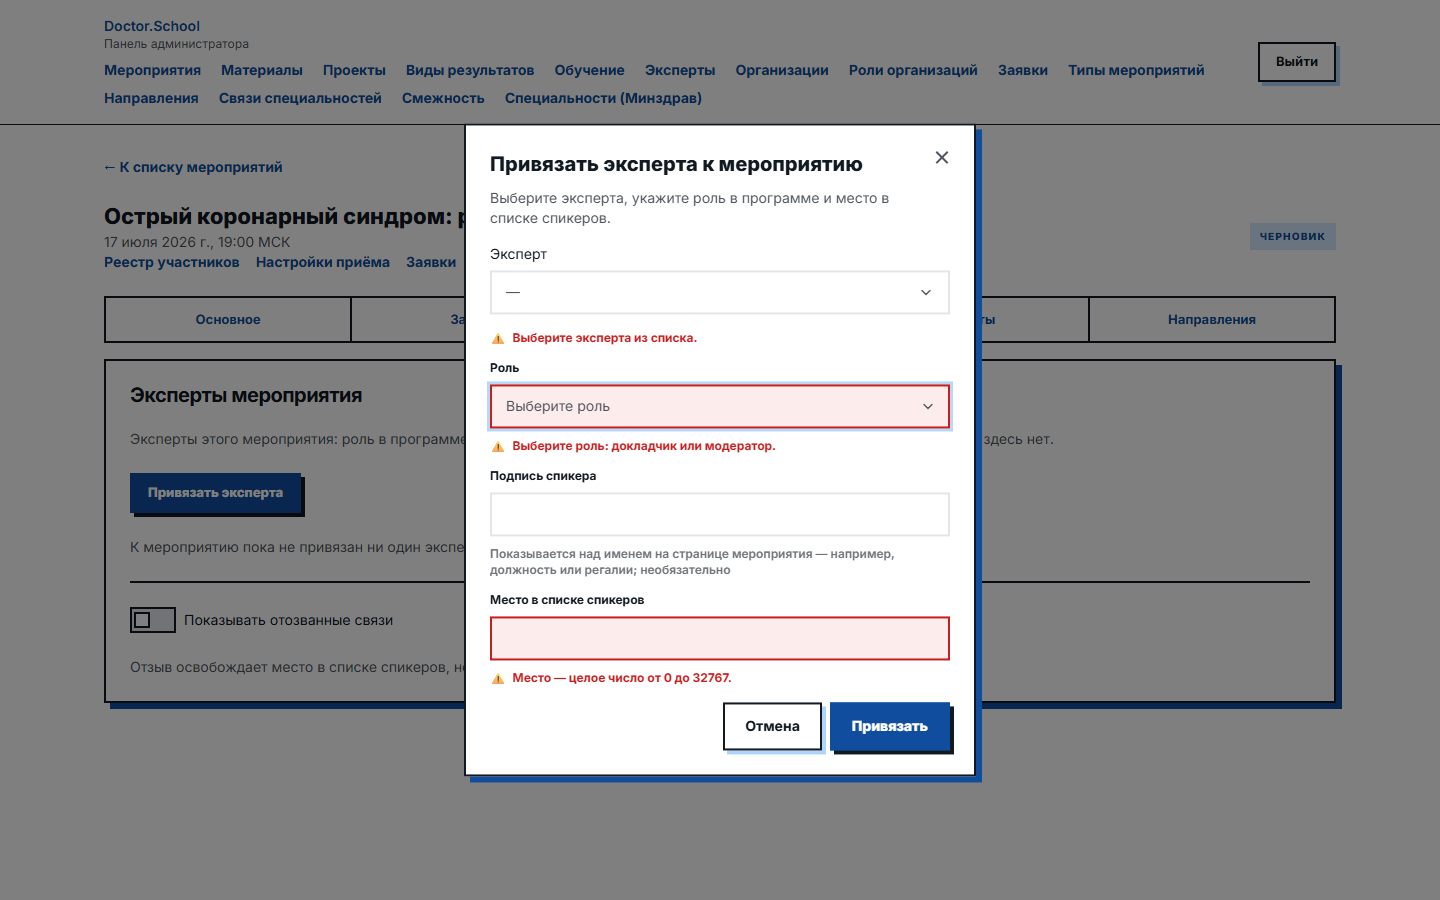 Doctor.School
Панель администратора
Мероприятия Материалы Проекты Виды результатов Обучение Эксперты Организации Роли организаций Заявки Типы мероприятий
Направления Связи специальностей Смежность Специальности (Минздрав)
Выйти
← К списку мероприятий
Острый коронарный синдром:
17 июля 2026 г., 19:00 МСК
Реестр участников Настройки приёма Заявки
ЧЕРНОВИК
Основное
Направления
Эксперты мероприятия
Эксперты этого мероприятия: роль в программе
здесь нет.
Привязать эксперта
К мероприятию пока не привязан ни один
Показывать отозванные связи
Отзыв освобождает место в списке спикеров,
Привязать эксперта к мероприятию
Выберите эксперта, укажите роль в программе и место в
списке спикеров.
Эксперт
—
Выберите эксперта из списка.
Роль
Выберите роль
Выберите роль: докладчик или модератор.
Подпись спикера
Показывается над именем на странице мероприятия — например,
должность или регалии; необязательно
Место в списке спикеров
Место — целое число от 0 до 32767.
Отмена
Привязать